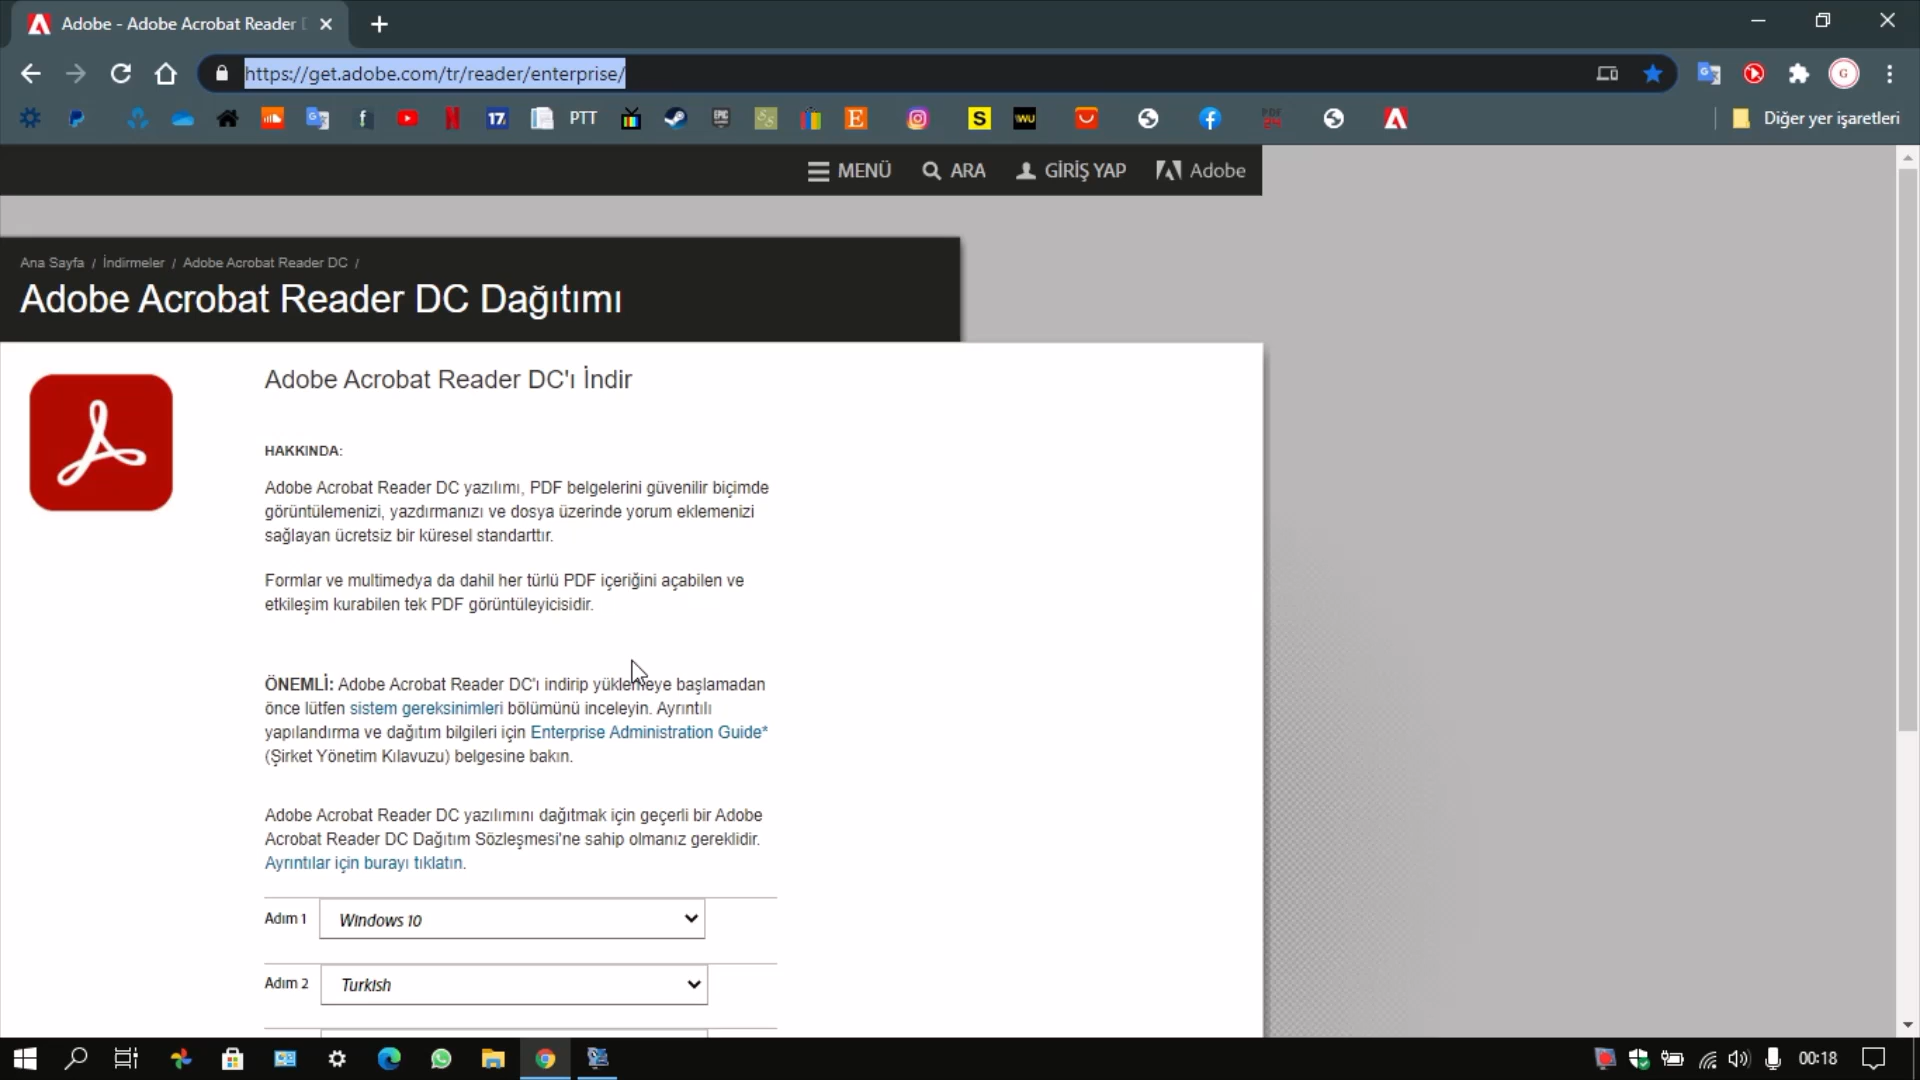 Adobe - Adobe Acrobat Reader
https://get.adobe.com/tr/reader/enterprise/
17
PTT
EPIC
E
S
WU
PDF
Diğer yer işaretleri
MENÜ
ARA
GİRİŞ YAP
Adobe
Ana Sayfa / İndirmeler / Adobe Acrobat Reader DC /
Adobe Acrobat Reader DC Dağıtımı
Adobe Acrobat Reader DC'ı İndir
HAKKINDA:
Adobe Acrobat Reader DC yazılımı, PDF belgelerini güvenilir biçimde
görüntülemenizi, yazdırmanızı ve dosya üzerinde yorum eklemenizi
sağlayan ücretsiz bir küresel standarttır.
Formlar ve multimedya da dahil her türlü PDF içeriğini açabilen ve
etkileşim kurabilen tek PDF görüntüleyicisidir.
ÖNEMLİ: Adobe Acrobat Reader DC'ı indirip yüklemeye başlamadan
önce lütfen sistem gereksinimleri bölümünü inceleyin. Ayrıntılı
yapılandırma ve dağıtım bilgileri için Enterprise Administration Guide*
(Şirket Yönetim Kılavuzu) belgesine bakın.
Adobe Acrobat Reader DC yazılımını dağıtmak için geçerli bir Adobe
Acrobat Reader DC Dağıtım Sözleşmesi'ne sahip olmanız gereklidir.
Ayrıntılar için burayı tıklatın.
Adım 1
Windows 10
Adım 2
Turkish
00:18